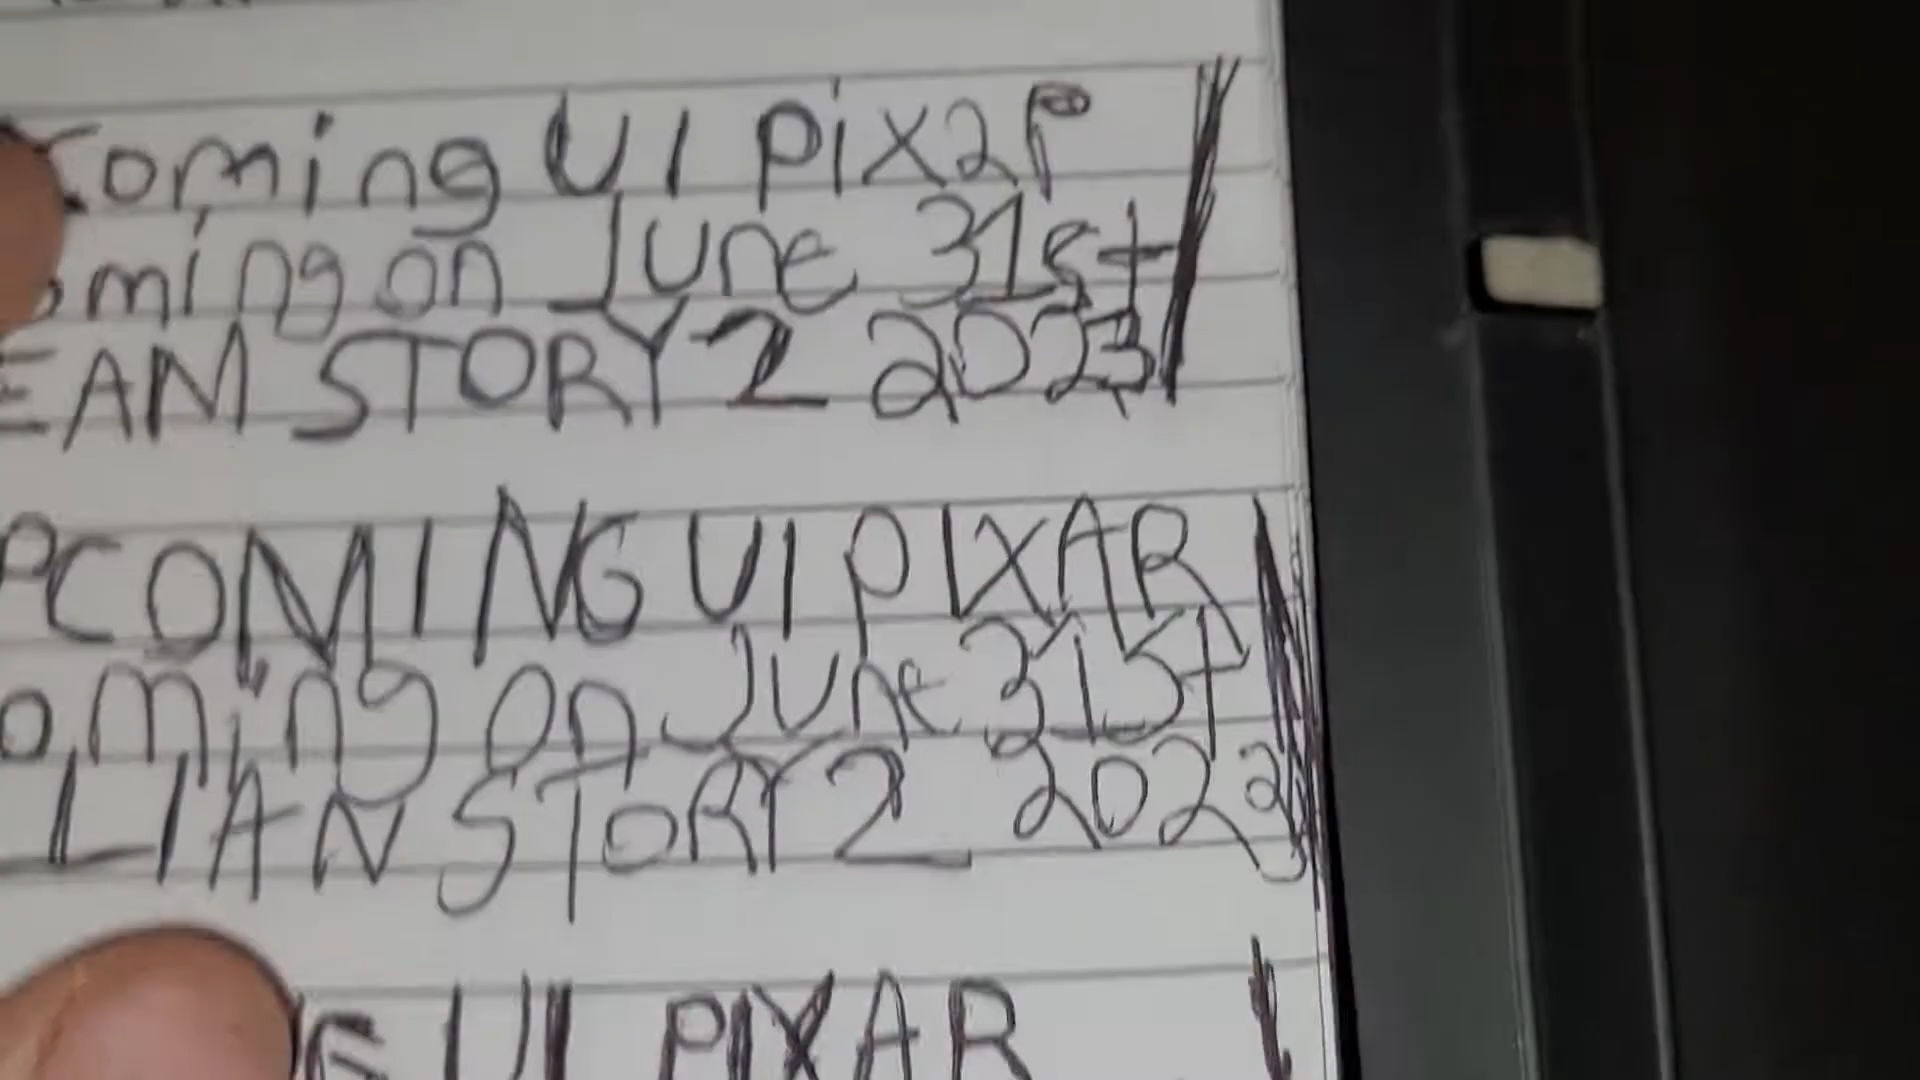 coming UI Pixar
oming on June 31st
EAM STORY 2 2023
PCOMING UI PIXAR
oming on June 31st
LIAN STORY 2 2023
UI PIXAR